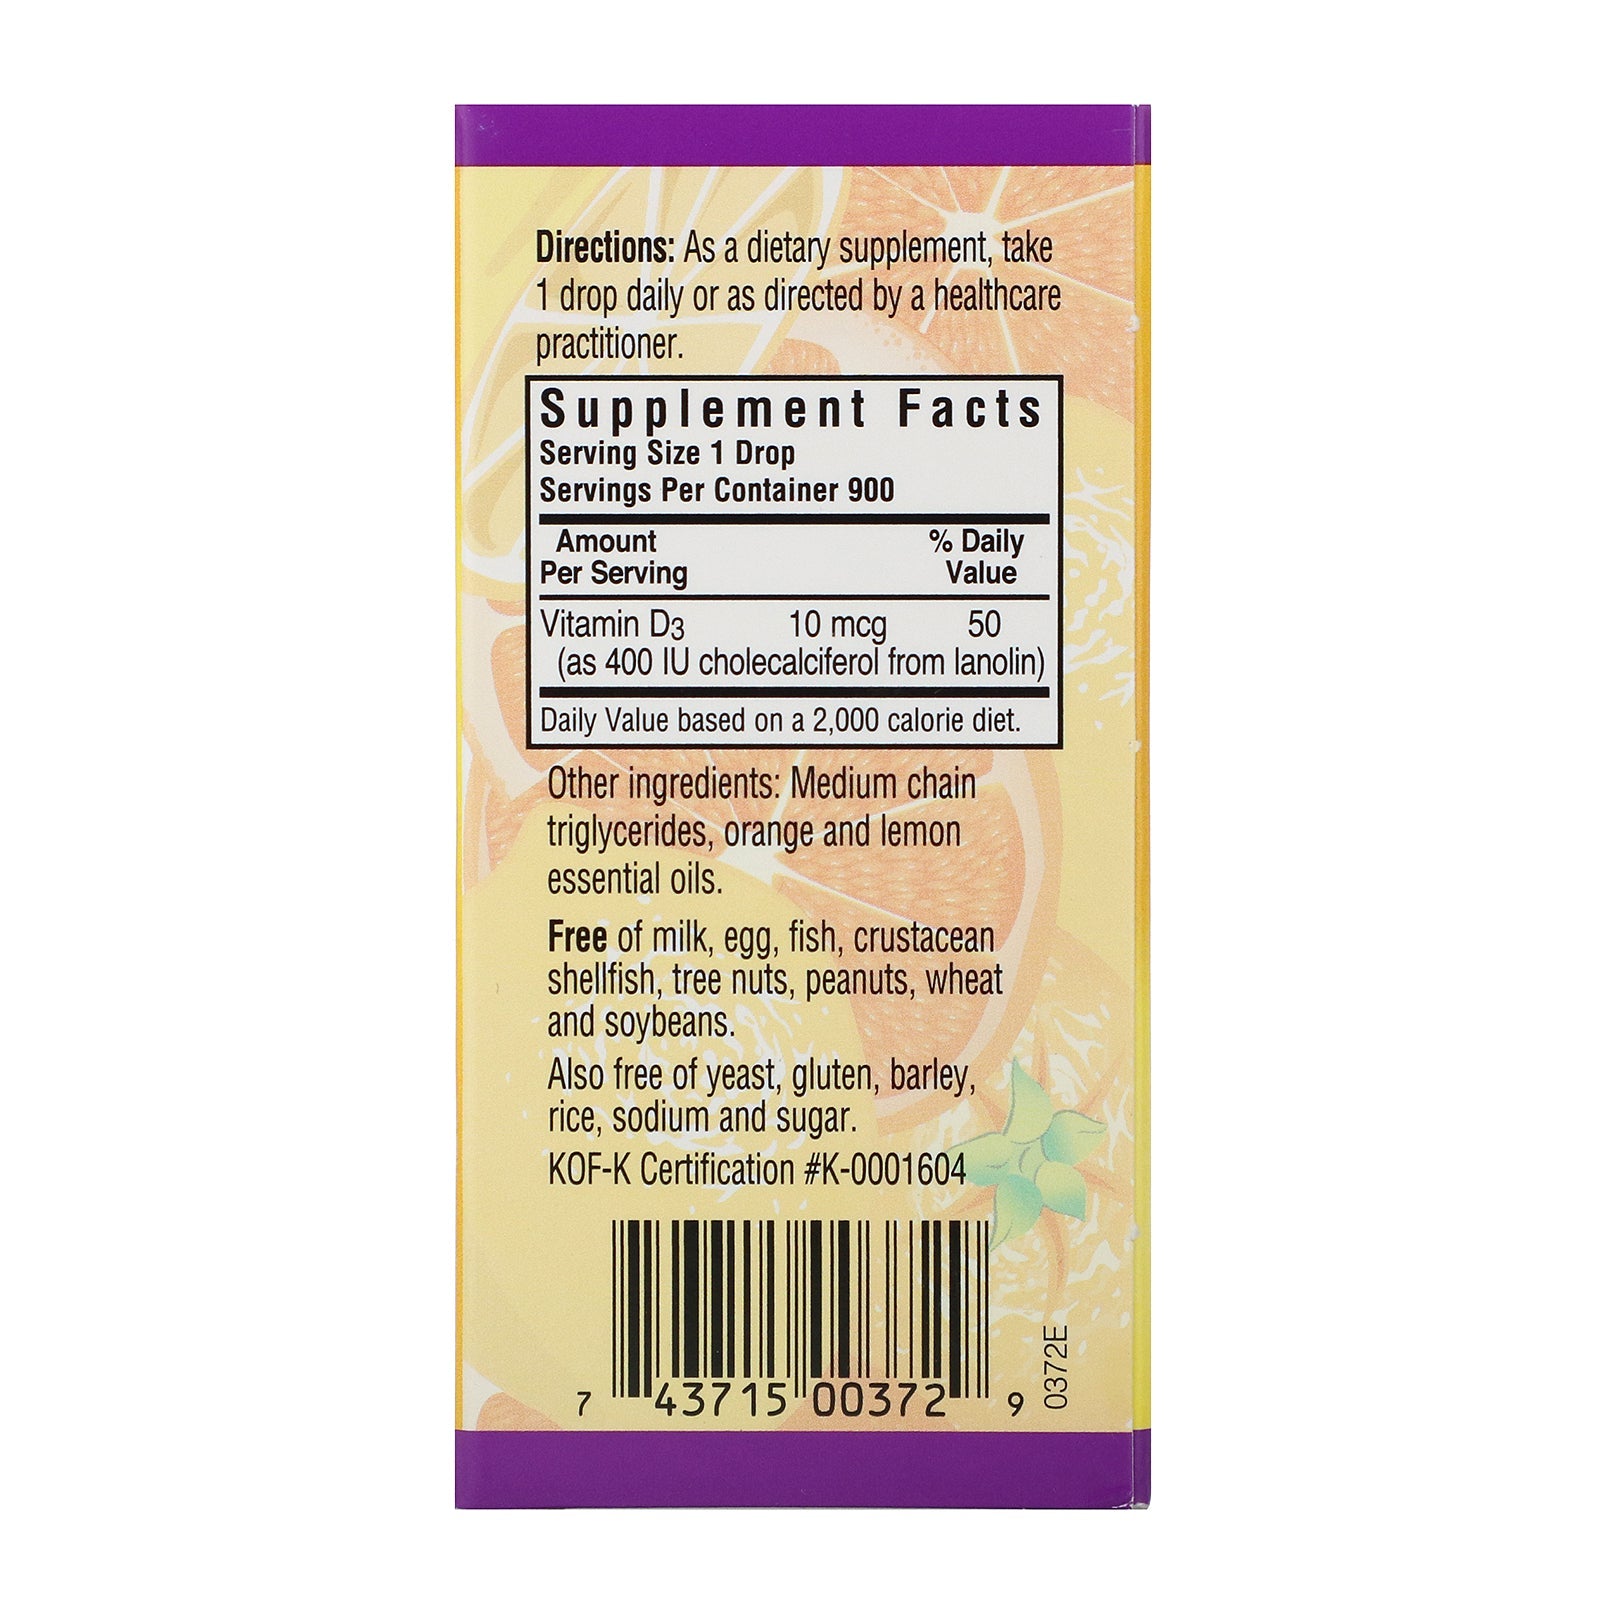 Directions: As a dietary supplement, take
1 drop daily or as directed by a healthcare
practitioner.
Supplement Facts
Serving Size 1 Drop
Servings Per Container 900
Amount % Daily
Per Serving Value
Vitamin D3 10 mcg 50
(as 400 IU cholecalciferol from lanolin)
Daily Value based on a 2,000 calorie diet.
Other ingredients: Medium chain
triglycerides, orange and lemon
essential oils.
Free of milk, egg, fish, crustacean
shellfish, tree nuts, peanuts, wheat
and soybeans.
Also free of yeast, gluten, barley,
rice, sodium and sugar.
KOF-K Certification #K-0001604
7 43715 00372 9
0372E